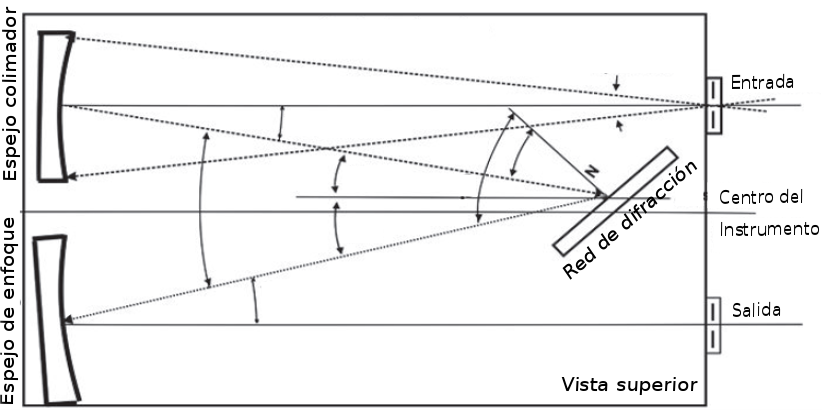 Espejo colimador
Entrada
N
Red de difracción
Centro del
Instrumento
Espejo de enfoque
Salida
Vista superior